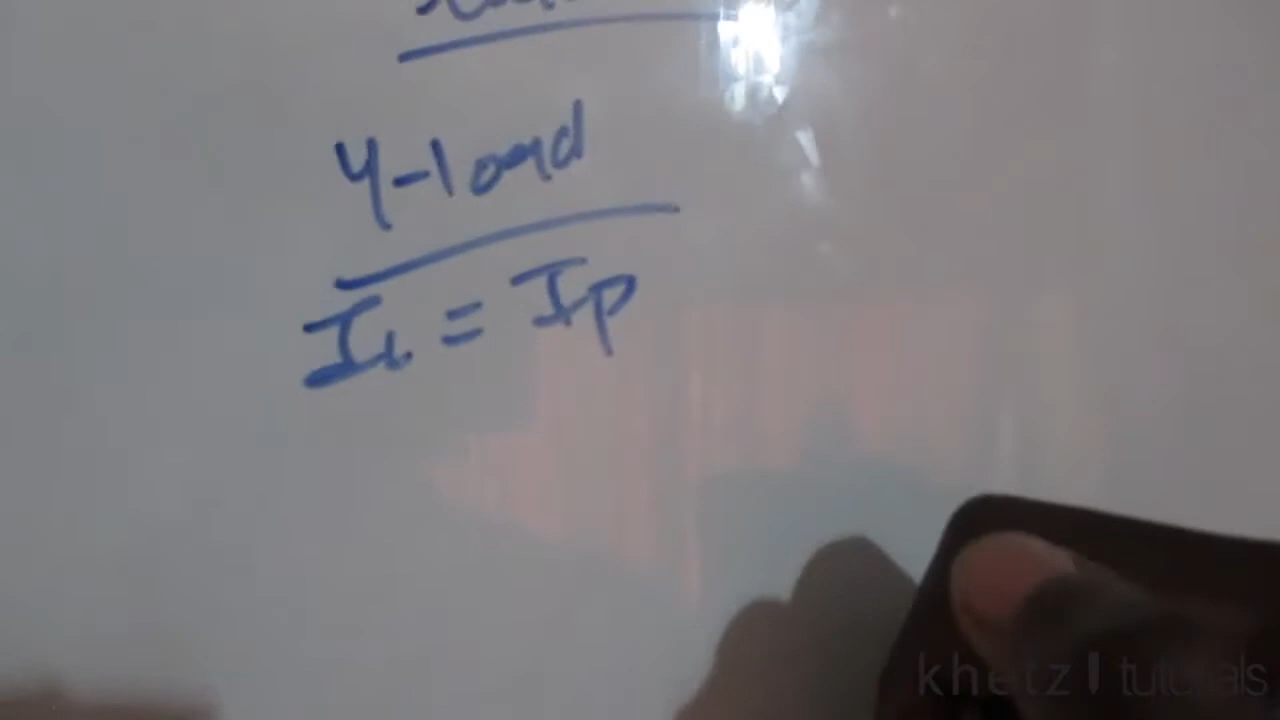 Y-load
IL = Ip
khetz tutorials